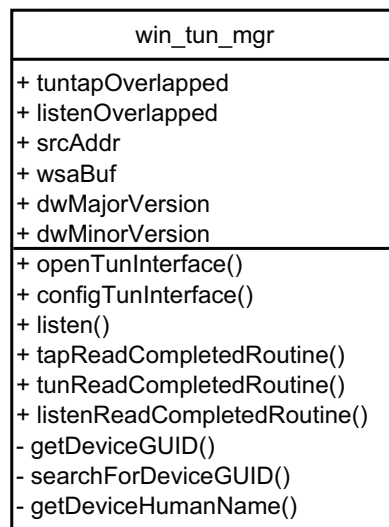 win_tun_mgr
+ tuntapOverlapped
+ listenOverlapped
+ srcAddr
+ wsaBuf
+ dwMajorVersion
+ dwMinorVersion
+ openTunInterface()
+ configTunInterface()
+ listen()
+ tapReadCompletedRoutine()
+ tunReadCompletedRoutine()
+ listenReadCompletedRoutine()
- getDeviceGUID()
- searchForDeviceGUID()
- getDeviceHumanName()